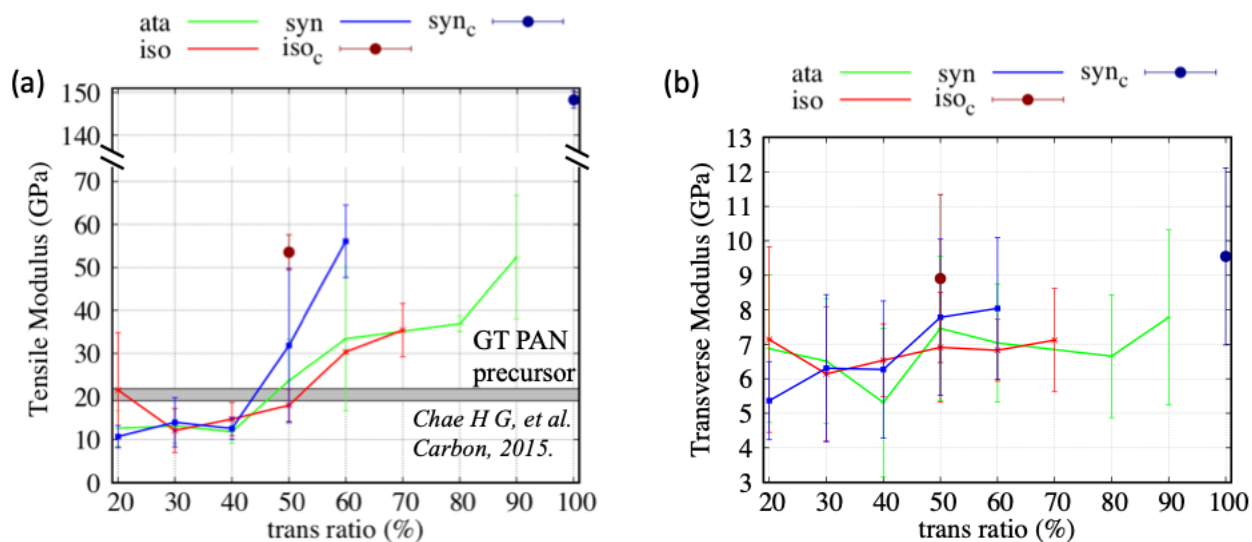 ata syn syn_c
iso iso_c
(a)
150
140
70
60
50
40
30
20
10
0
Tensile Modulus (GPa)
GT PAN
precursor
Chae H G, et al.
Carbon, 2015.
20 30 40 50 60 70 80 90 100
trans ratio (%)
(b)
ata syn syn_c
iso iso_c
13
12
11
10
9
8
7
6
5
4
3
Transverse Modulus (GPa)
20 30 40 50 60 70 80 90 100
trans ratio (%)